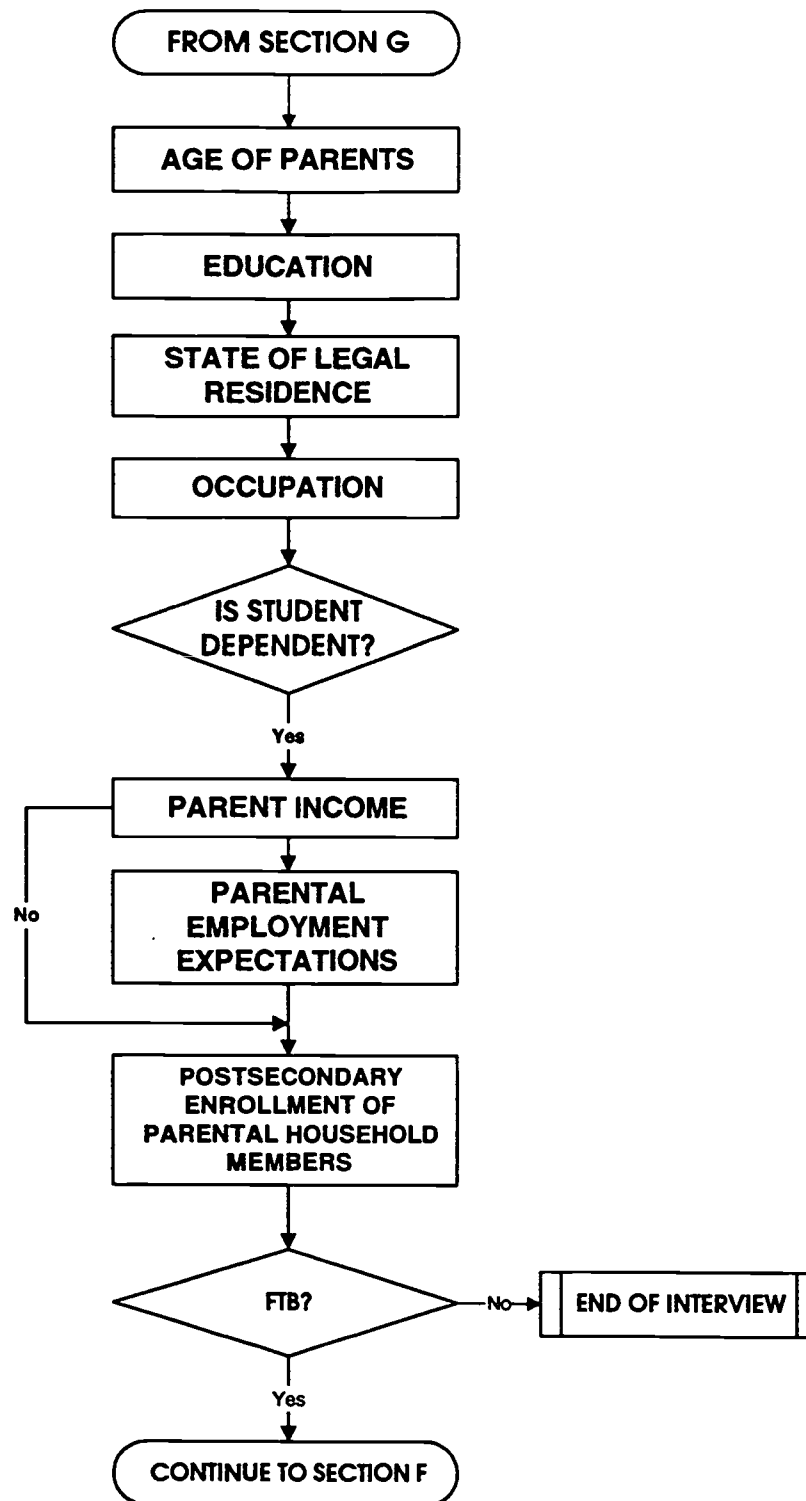 FROM SECTION G
AGE OF PARENTS
EDUCATION
STATE OF LEGAL
RESIDENCE
OCCUPATION
IS STUDENT
DEPENDENT?
Yes
PARENT INCOME
No
PARENTAL
EMPLOYMENT
EXPECTATIONS
POSTSECONDARY
ENROLLMENT OF
PARENTAL HOUSEHOLD
MEMBERS
FTB?
No
END OF INTERVIEW
Yes
CONTINUE TO SECTION F